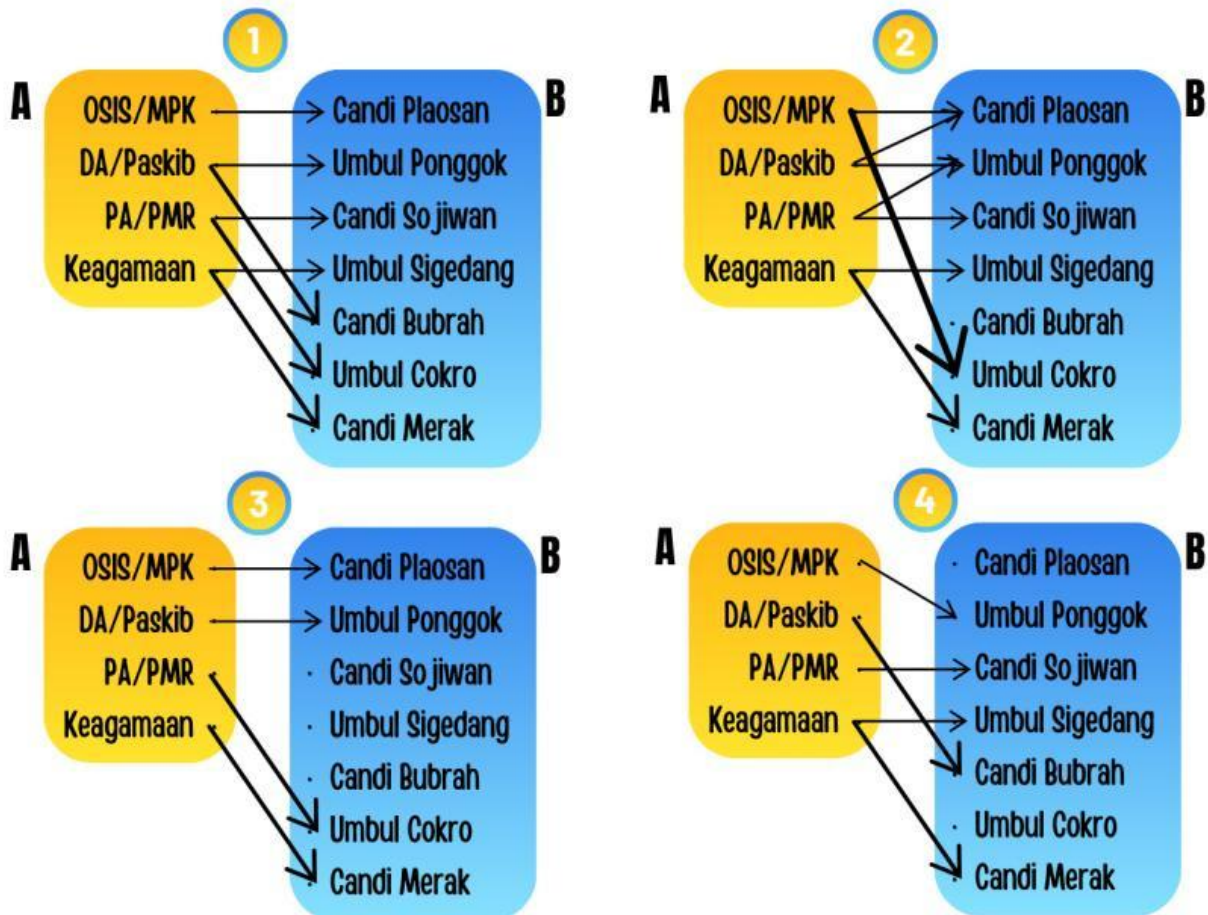 1
A
B
OSIS/MPK
DA/Paskib
PA/PMR
Keagamaan
Candi Plaosan
Umbul Ponggok
Candi Sojiwan
Umbul Sigedang
Candi Bubrah
Umbul Cokro
Candi Merak
2
A
B
OSIS/MPK
DA/Paskib
PA/PMR
Keagamaan
Candi Plaosan
Umbul Ponggok
Candi Sojiwan
Umbul Sigedang
Candi Bubrah
Umbul Cokro
Candi Merak
3
A
B
OSIS/MPK
DA/Paskib
PA/PMR
Keagamaan
Candi Plaosan
Umbul Ponggok
Candi Sojiwan
Umbul Sigedang
Candi Bubrah
Umbul Cokro
Candi Merak
4
A
B
OSIS/MPK
DA/Paskib
PA/PMR
Keagamaan
Candi Plaosan
Umbul Ponggok
Candi Sojiwan
Umbul Sigedang
Candi Bubrah
Umbul Cokro
Candi Merak